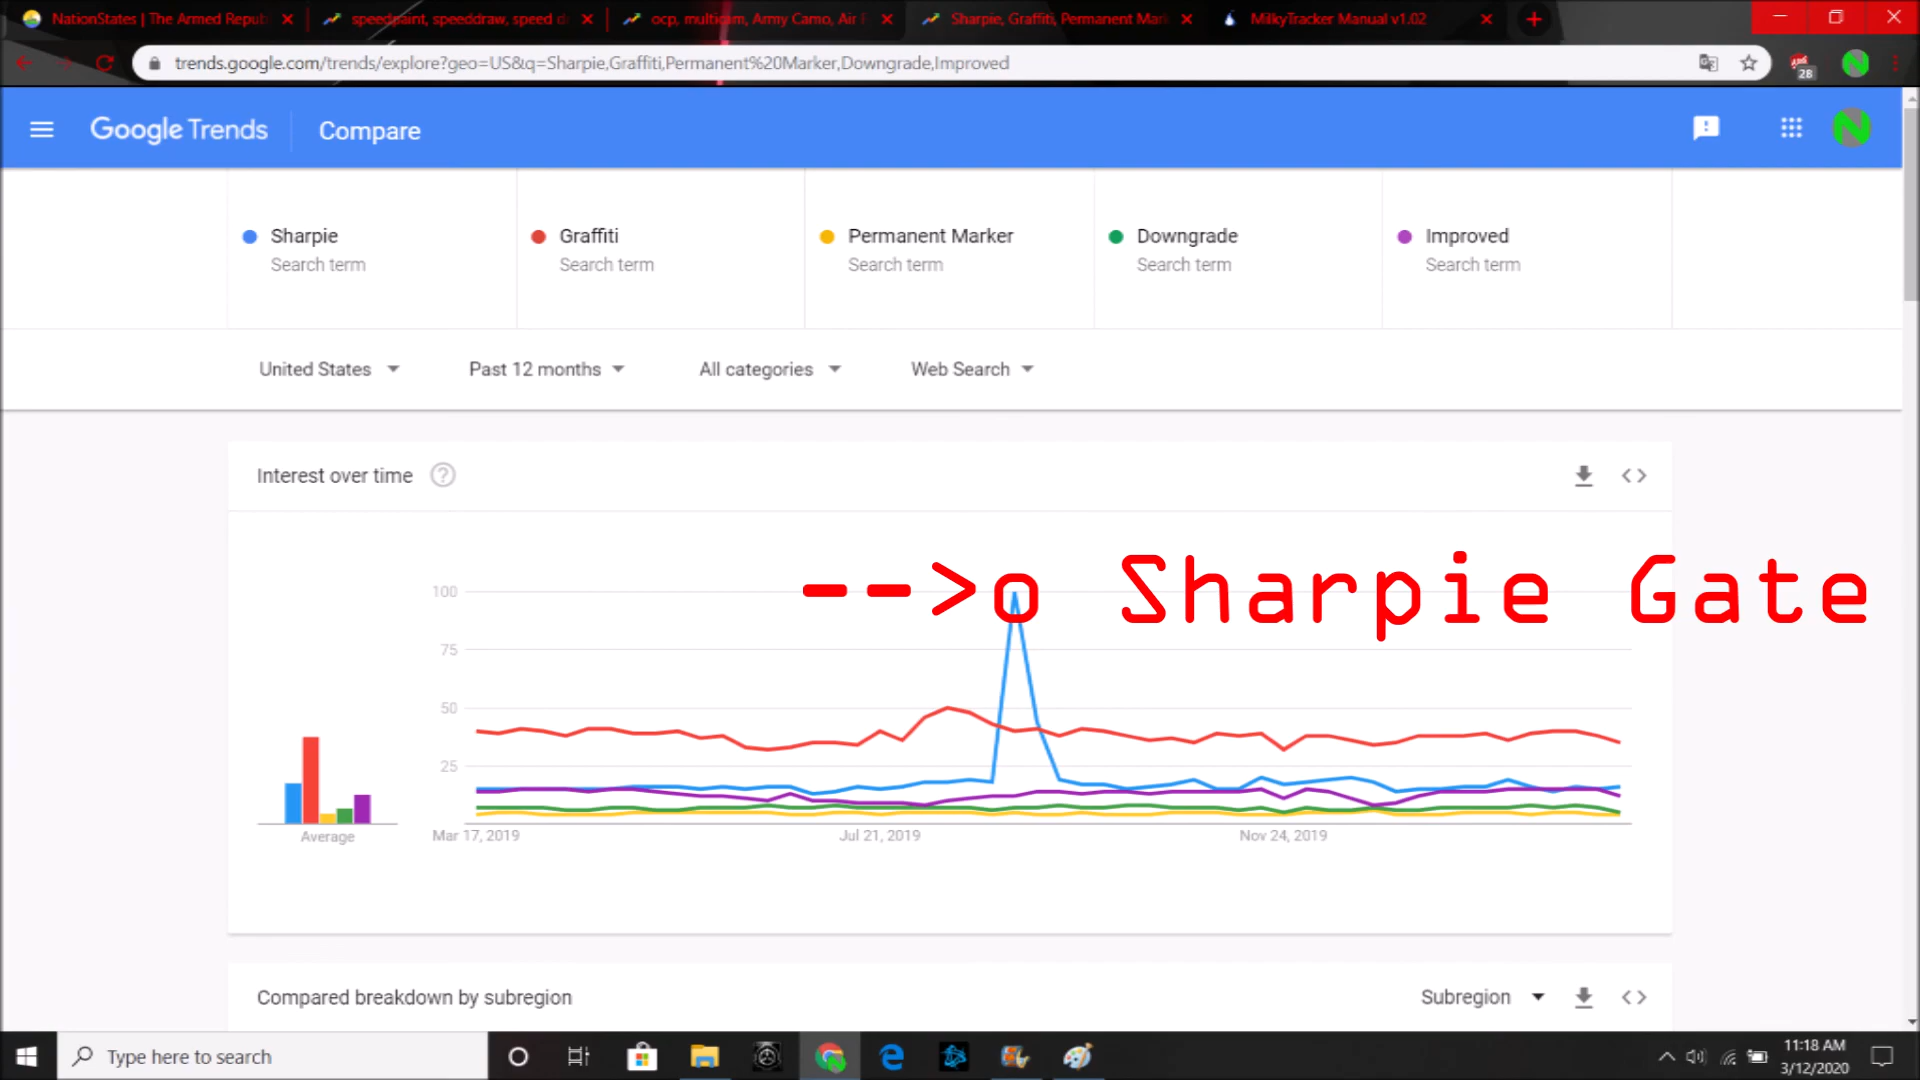 NationStates | The Armed Repub
speedpaint, speeddraw, speed d
ocp, multicam, Army Camo, Air F
Sharpie, Graffiti, Permanent Mark
MilkyTracker Manual v1.02
trends.google.com/trends/explore?geo=US&q=Sharpie,Graffiti,Permanent%20Marker,Downgrade,Improved
28
Google Trends
Compare
Sharpie
Search term
Graffiti
Search term
Permanent Marker
Search term
Downgrade
Search term
Improved
Search term
United States
Past 12 months
All categories
Web Search
Interest over time
-->o Sharpie Gate
100
75
50
25
Average
Mar 17, 2019
Jul 21, 2019
Nov 24, 2019
Compared breakdown by subregion
Subregion
Type here to search
11:18 AM
3/12/2020